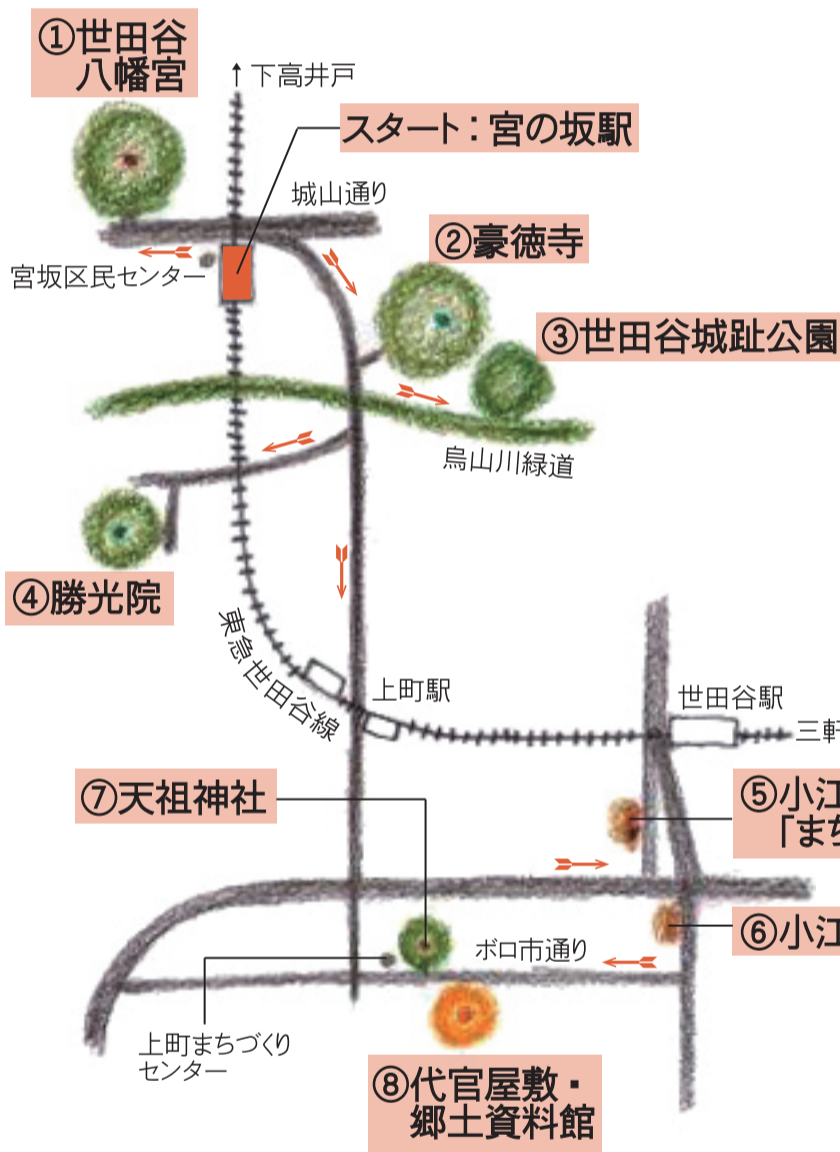 ①世田谷
八幡宮
↑下高井戸
スタート：宮の坂駅
城山通り
②豪徳寺
宮坂区民センター
③世田谷城趾公園
烏山川緑道
④勝光院
東急世田谷線
上町駅
世田谷駅
三軒
⑦天祖神社
⑤小江
「まち
⑥小江
ボロ市通り
上町まちづくり
センター
⑧代官屋敷・
郷土資料館